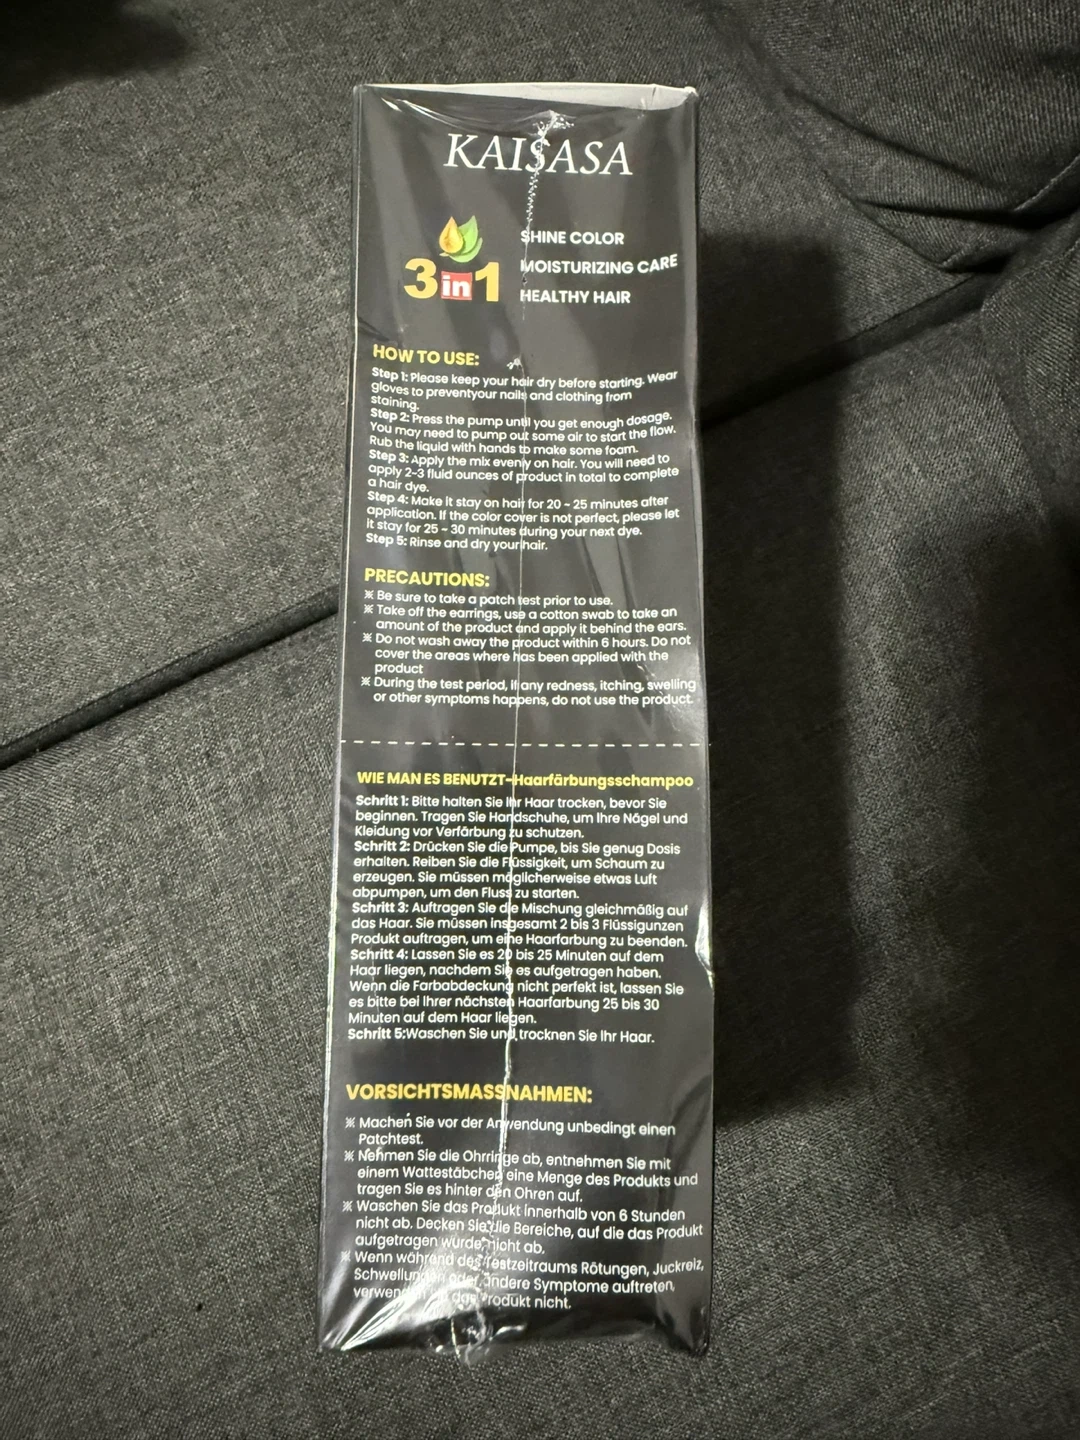 KAISASA
3 in 1
SHINE COLOR
MOISTURIZING CARE
HEALTHY HAIR
HOW TO USE:
Step 1: Please keep your hair dry before starting. Wear
gloves to preventyour nails and clothing from
staining.
Step 2: Press the pump until you get enough dosage.
You may need to pump out some air to start the flow.
Rub the liquid with hands to make some foam.
Step 3: Apply the mix evenly on hair. You will need to
apply 2-3 fluid ounces of product in total to complete
a hair dye.
Step 4: Make it stay on hair for 20 ~ 25 minutes after
application. If the color cover is not perfect, please let
it stay for 25 ~ 30 minutes during your next dye.
Step 5: Rinse and dry your hair.
PRECAUTIONS:
※ Be sure to take a patch test prior to use.
※ Take off the earrings, use a cotton swab to take an
amount of the product and apply it behind the ears.
※ Do not wash away the product within 6 hours. Do not
cover the areas where has been applied with the
product
※ During the test period, if any redness, itching, swelling
or other symptoms happens, do not use the product.
WIE MAN ES BENUTZT-Haarfärbungsschampoo
Schritt 1: Bitte halten Sie Ihr Haar trocken, bevor Sie
beginnen. Tragen Sie Handschuhe, um Ihre Nägel und
Kleidung vor Verfärbung zu schutzen.
Schritt 2: Drücken Sie die Pumpe, bis Sie genug Dosis
erhalten. Reiben Sie die Flüssigkeit, um Schaum zu
erzeugen. Sie müssen möglicherweise etwas Luft
abpumpen, um den Fluss zu starten.
Schritt 3: Auftragen Sie die Mischung gleichmäßig auf
das Haar. Sie müssen insgesamt 2 bis 3 Flüssigunzen
Produkt auftragen, um eine Haarfarbung zu beenden.
Schritt 4: Lassen Sie es 20 bis 25 Minuten auf dem
Haar liegen, nachdem Sie es aufgetragen haben.
Wenn die Farbabdeckung nicht perfekt ist, lassen Sie
es bitte bei Ihrer nächsten Haarfarbung 25 bis 30
Minuten auf dem Haar liegen.
Schritt 5:Waschen Sie und trocknen Sie Ihr Haar.
VORSICHTSMASSNAHMEN:
※ Machen Sie vor der Anwendung unbedingt einen
Patchtest.
※ Nehmen Sie die Ohrringe ab, entnehmen Sie mit
einem Wattestäbchen eine Menge des Produkts und
tragen Sie es hinter den Ohren auf.
※ Waschen Sie das Produkt innerhalb von 6 Stunden
nicht ab. Decken Sie die Bereiche, auf die das Produkt
aufgetragen wurde, nicht ab.
※ Wenn während des Testzeitraums Rötungen, Juckreiz,
Schwellungen oder andere Symptome auftreten,
verwenden das Produkt nicht.